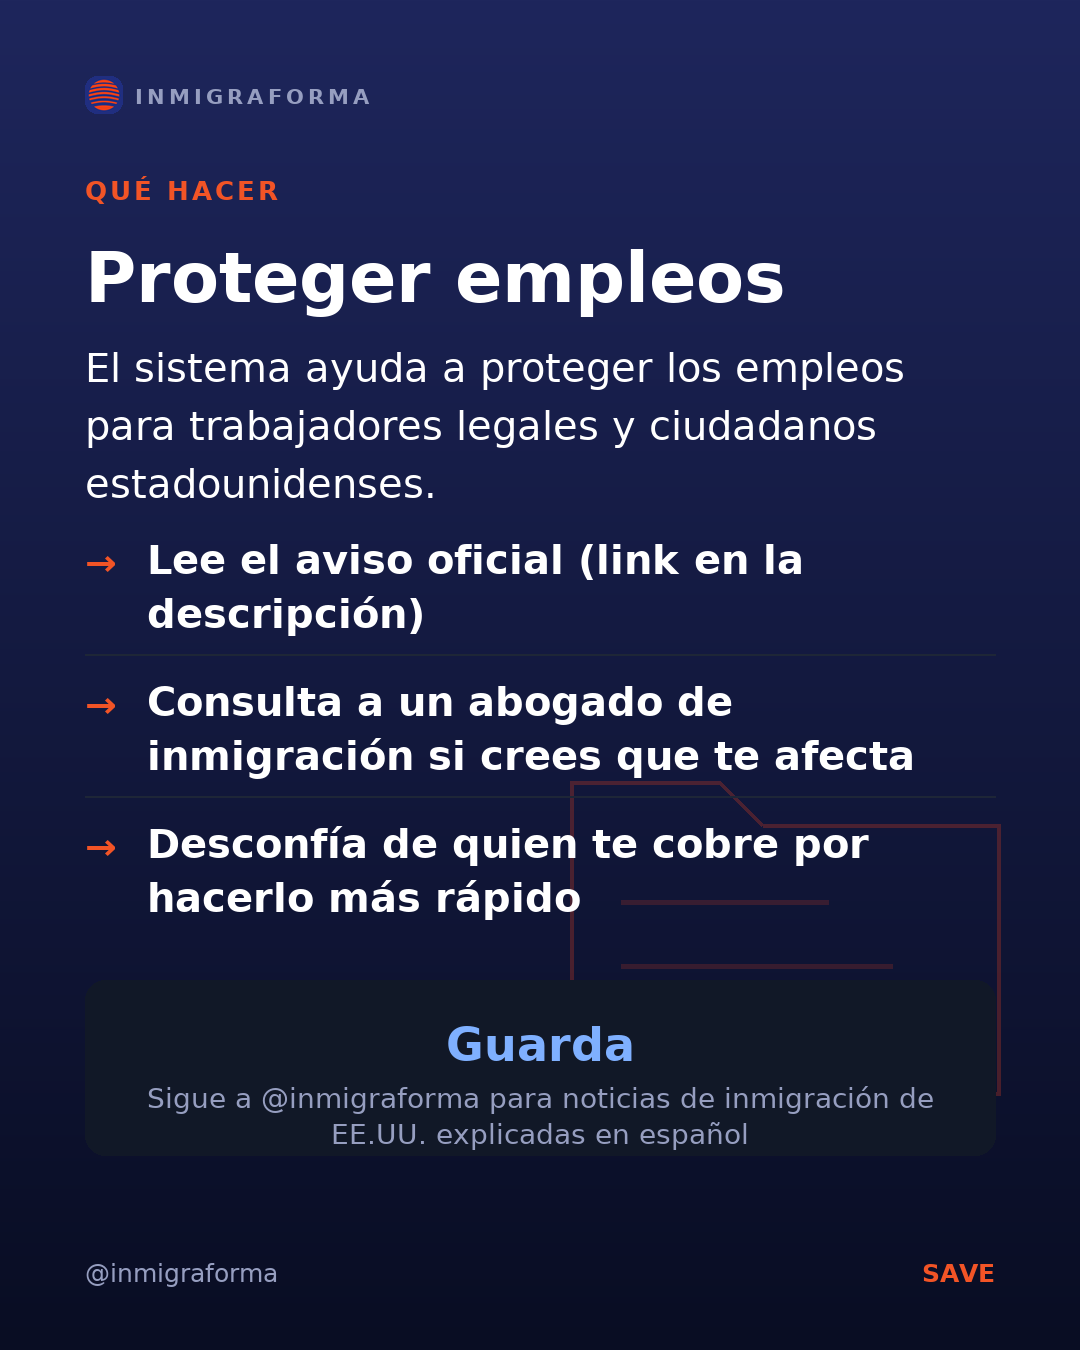 INMIGRAFORMA
QUÉ HACER
Proteger empleos
El sistema ayuda a proteger los empleos
para trabajadores legales y ciudadanos
estadounidenses.
→ Lee el aviso oficial (link en la
descripción)
→ Consulta a un abogado de
inmigración si crees que te afecta
→ Desconfía de quien te cobre por
hacerlo más rápido
Guarda
Sigue a @inmigraforma para noticias de inmigración de
EE.UU. explicadas en español
@inmigraforma
SAVE